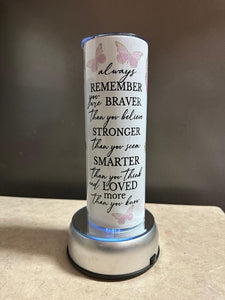 always
REMEMBER
you
are BRAVER
than you believe
STRONGER
than you seem
SMARTER
than you think
and LOVED
more
than you know